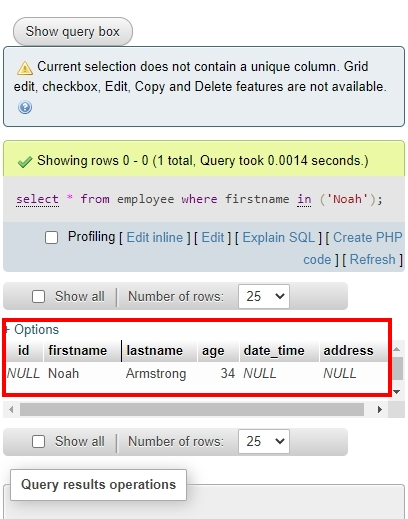 Show query box
Current selection does not contain a unique column. Grid
edit, checkbox, Edit, Copy and Delete features are not available.
Showing rows 0 - 0 (1 total, Query took 0.0014 seconds.)
select * from employee where firstname in ('Noah');
Profiling [ Edit inline ] [ Edit ] [ Explain SQL ] [ Create PHP
code ] [ Refresh ]
Show all Number of rows: 25
+ Options
id firstname lastname age date_time address
NULL Noah Armstrong 34 NULL NULL
Show all Number of rows: 25
Query results operations